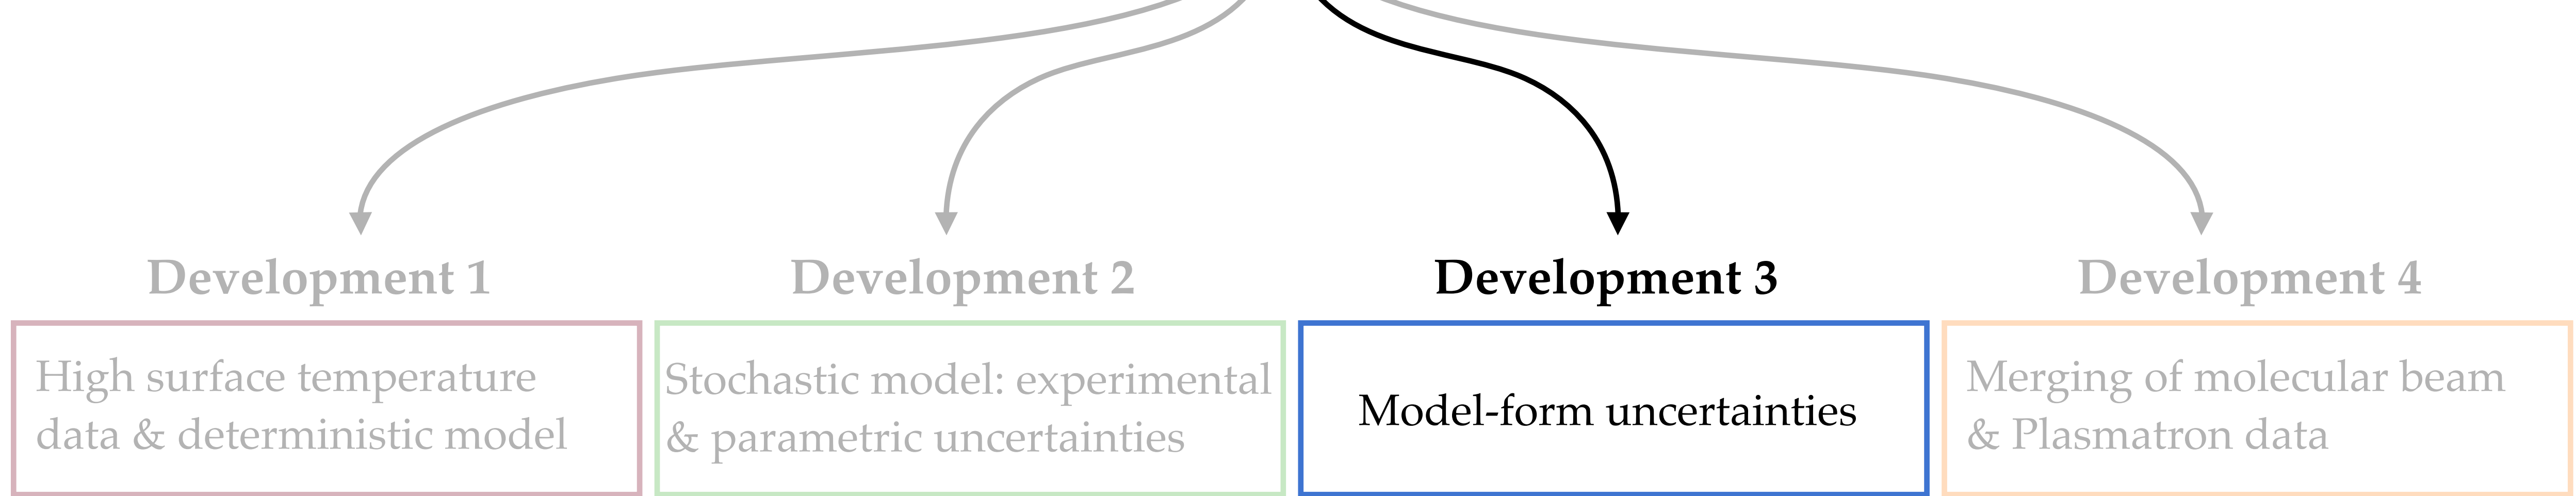 Development 1
Development 2
Development 3
Development 4
High surface temperature
data & deterministic model
Stochastic model: experimental
& parametric uncertainties
Model-form uncertainties
Merging of molecular beam
& Plasmatron data